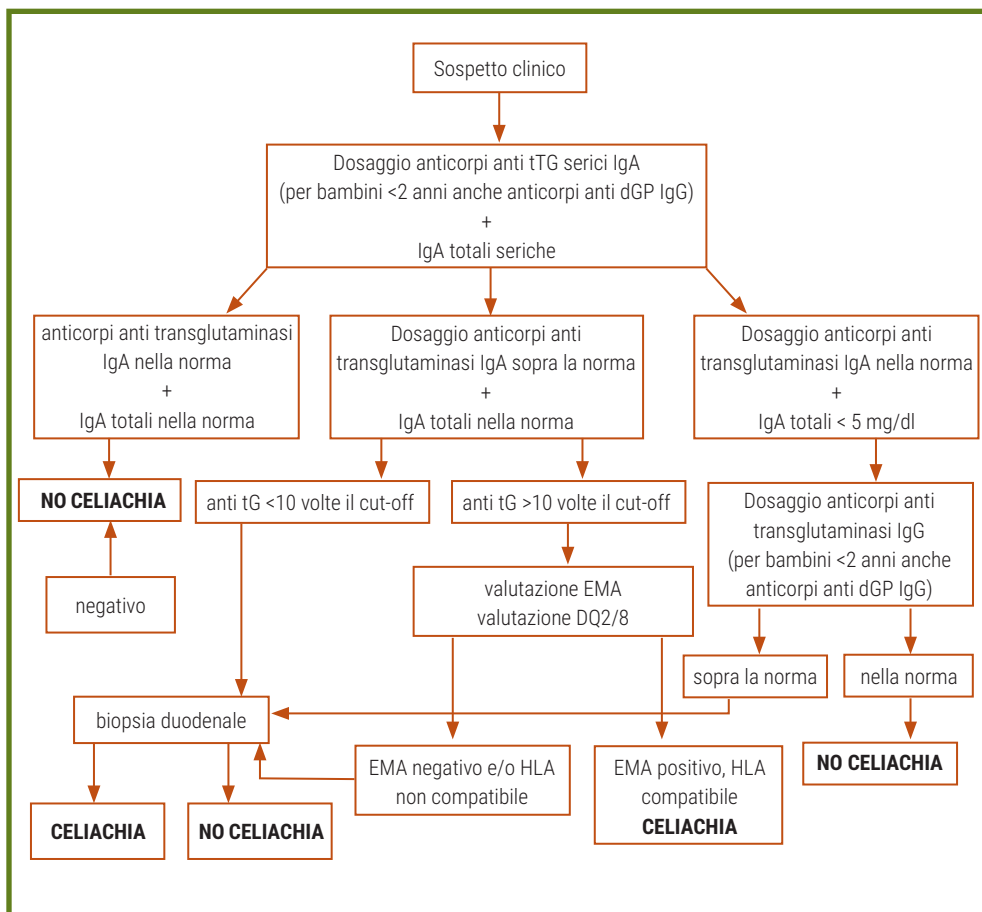 Sospetto clinico
Dosaggio anticorpi anti tTG serici IgA
(per bambini <2 anni anche anticorpi anti dGP IgG)
+
IgA totali seriche
anticorpi anti transglutaminasi
IgA nella norma
+
IgA totali nella norma
Dosaggio anticorpi anti
transglutaminasi IgA sopra la norma
+
IgA totali nella norma
Dosaggio anticorpi anti
transglutaminasi IgA nella norma
+
IgA totali < 5 mg/dl
NO CELIACHIA
anti tG <10 volte il cut-off
anti tG >10 volte il cut-off
Dosaggio anticorpi anti
transglutaminasi IgG
(per bambini <2 anni anche
anticorpi anti dGP IgG)
negativo
valutazione EMA
valutazione DQ2/8
sopra la norma
nella norma
biopsia duodenale
EMA negativo e/o HLA
non compatibile
EMA positivo, HLA
compatibile
CELIACHIA
NO CELIACHIA
CELIACHIA
NO CELIACHIA